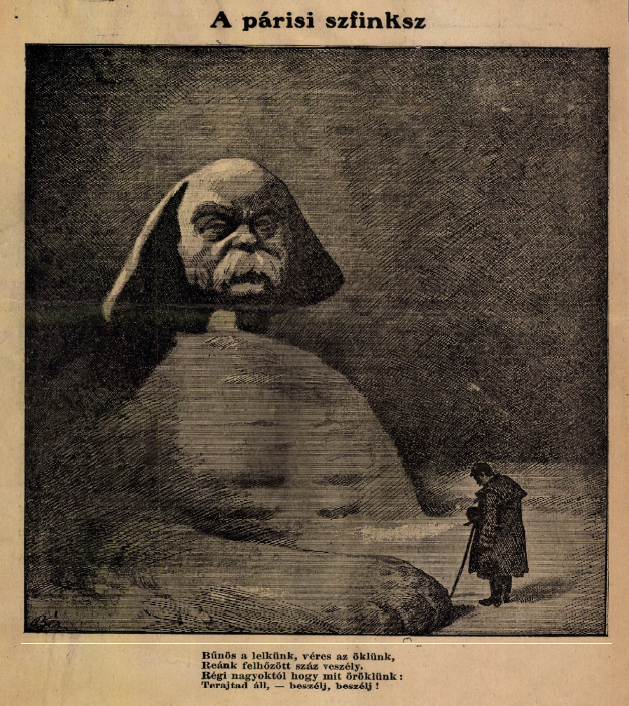 A párisi szfinksz
Bűnös a lelkünk, véres az öklünk,
Reánk felhőzött száz veszély.
Régi nagyoktól hogy mit öröklünk:
Terajtad áll, — beszélj, beszélj!